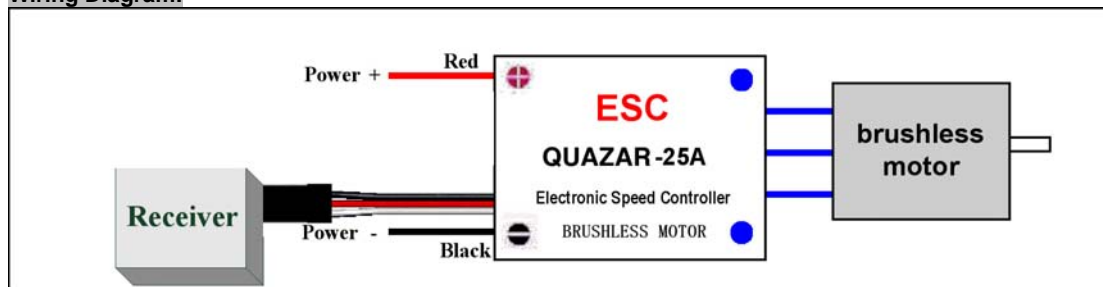 Wiring Diagram:
Red
Power +
ESC
QUAZAR-25A
Electronic Speed Controller
BRUSHLESS MOTOR
Receiver
Power -
Black
brushless
motor